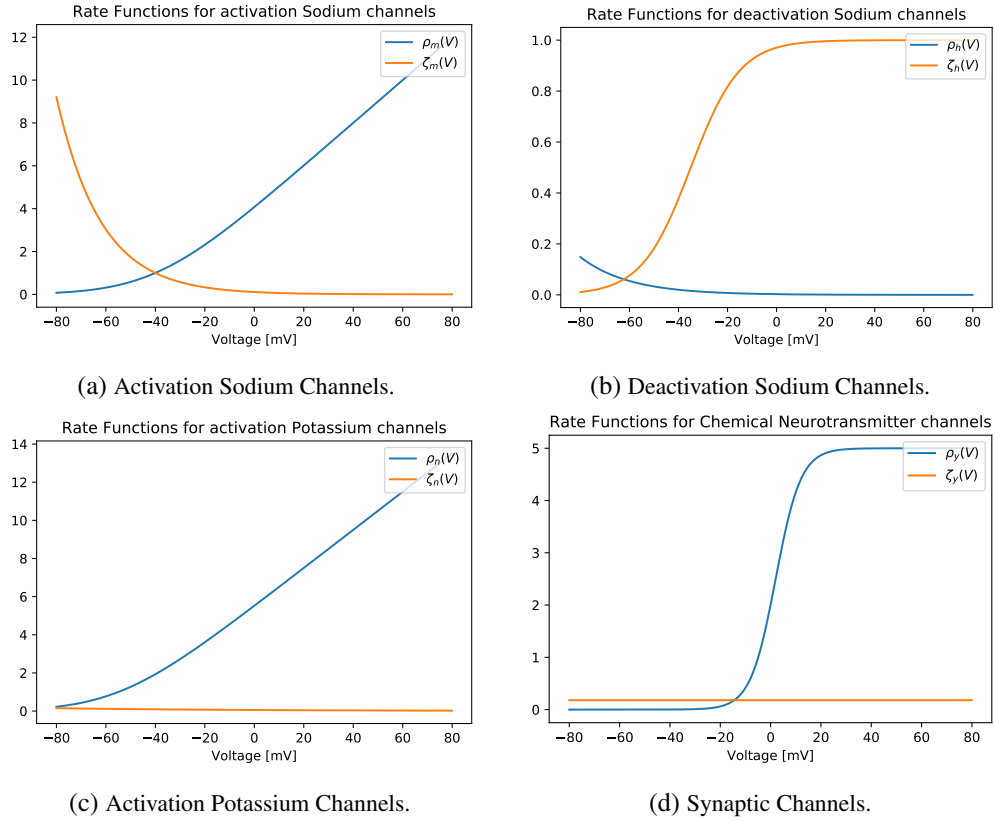 Rate Functions for activation Sodium channels
12
10
8
6
4
2
0
ρm(V)
ζm(V)
−80 −60 −40 −20 0 20 40 60 80
Voltage [mV]
(a) Activation Sodium Channels.
Rate Functions for deactivation Sodium channels
1.0
0.8
0.6
0.4
0.2
0.0
ρh(V)
ζh(V)
−80 −60 −40 −20 0 20 40 60 80
Voltage [mV]
(b) Deactivation Sodium Channels.
Rate Functions for activation Potassium channels
14
12
10
8
6
4
2
0
ρn(V)
ζn(V)
−80 −60 −40 −20 0 20 40 60 80
Voltage [mV]
(c) Activation Potassium Channels.
Rate Functions for Chemical Neurotransmitter channels
5
4
3
2
1
0
ρy(V)
ζy(V)
−80 −60 −40 −20 0 20 40 60 80
Voltage [mV]
(d) Synaptic Channels.